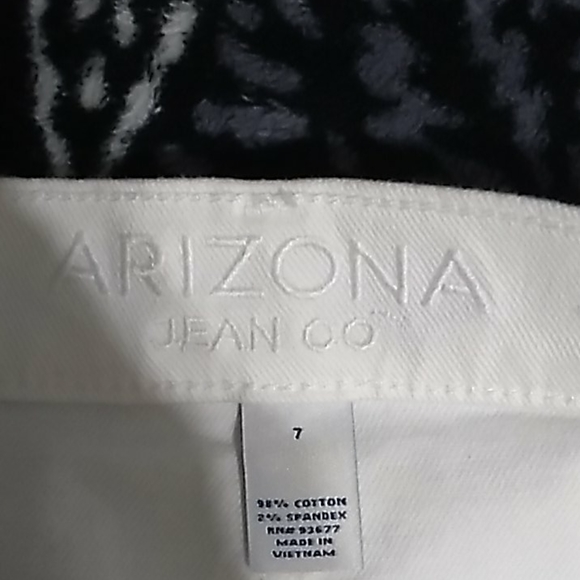 ARIZONA
JEAN CO
7
98% COTTON
2% SPANDEX
RN# 93677
MADE IN
VIETNAM